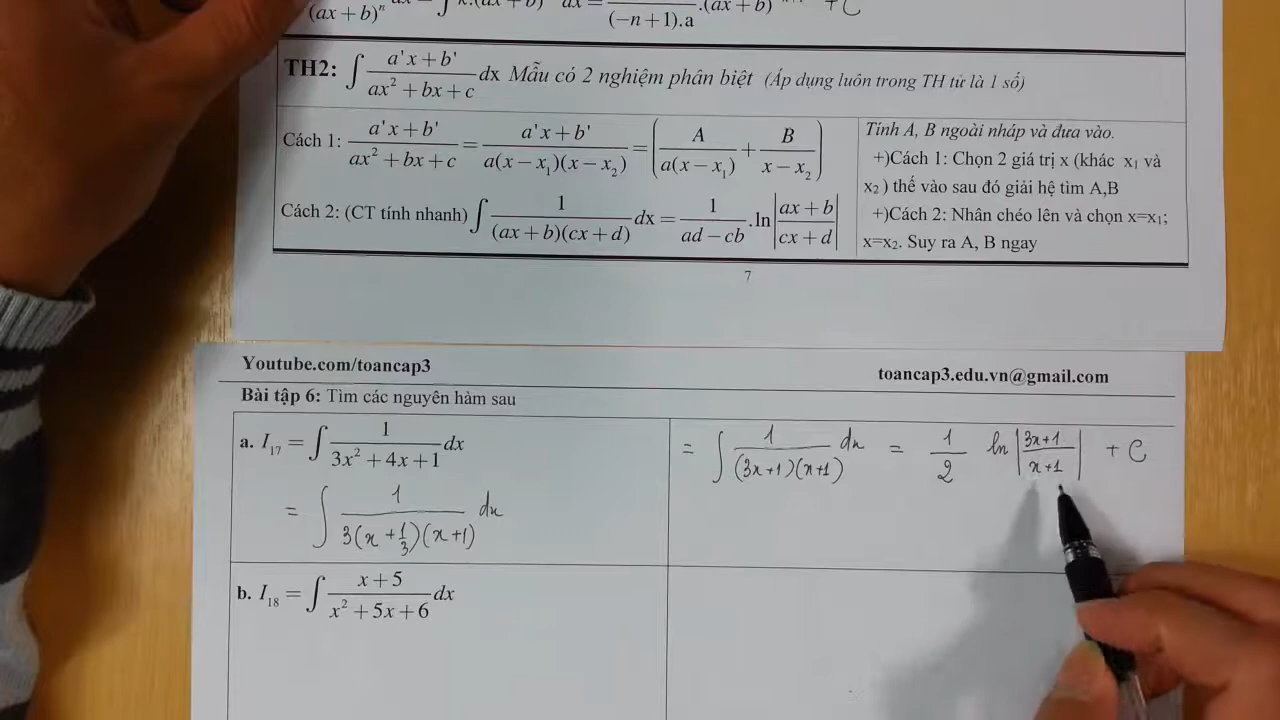 (ax+b)ⁿ (−n+1).a .(ax+b) +C
TH2: ∫ (a'x+b')/(ax²+bx+c) dx Mẫu có 2 nghiệm phân biệt (Áp dụng luôn trong TH tử là 1 số)
Cách 1: (a'x+b')/(ax²+bx+c) = (a'x+b')/(a(x−x₁)(x−x₂)) = (A/(a(x−x₁)) + B/(x−x₂))
Cách 2: (CT tính nhanh) ∫ 1/((ax+b)(cx+d)) dx = 1/(ad−cb) .ln|(ax+b)/(cx+d)|
Tính A, B ngoài nháp và đưa vào.
+)Cách 1: Chọn 2 giá trị x (khác x₁ và
x₂ ) thế vào sau đó giải hệ tìm A,B
+)Cách 2: Nhân chéo lên và chọn x=x₁;
x=x₂. Suy ra A, B ngay
7
Youtube.com/toancap3
toancap3.edu.vn@gmail.com
Bài tập 6: Tìm các nguyên hàm sau
a. I₁₇ = ∫ 1/(3x²+4x+1) dx
= ∫ 1/(3(x+1/3)(x+1)) dx
= ∫ 1/((3x+1)(x+1)) dx = 1/2 ln|(3x+1)/(x+1)| + C
b. I₁₈ = ∫ (x+5)/(x²+5x+6) dx